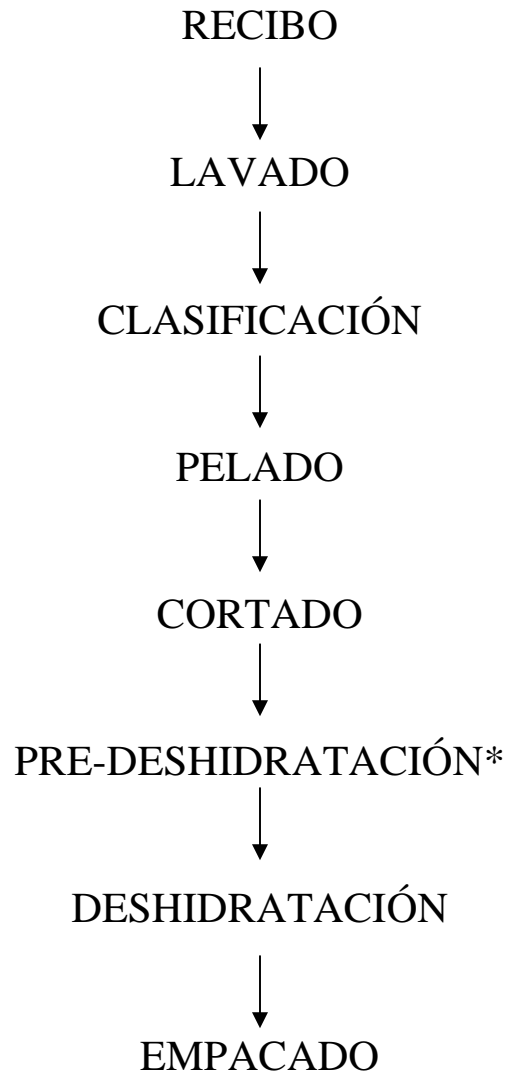 RECIBO
LAVADO
CLASIFICACIÓN
PELADO
CORTADO
PRE-DESHIDRATACIÓN*
DESHIDRATACIÓN
EMPACADO